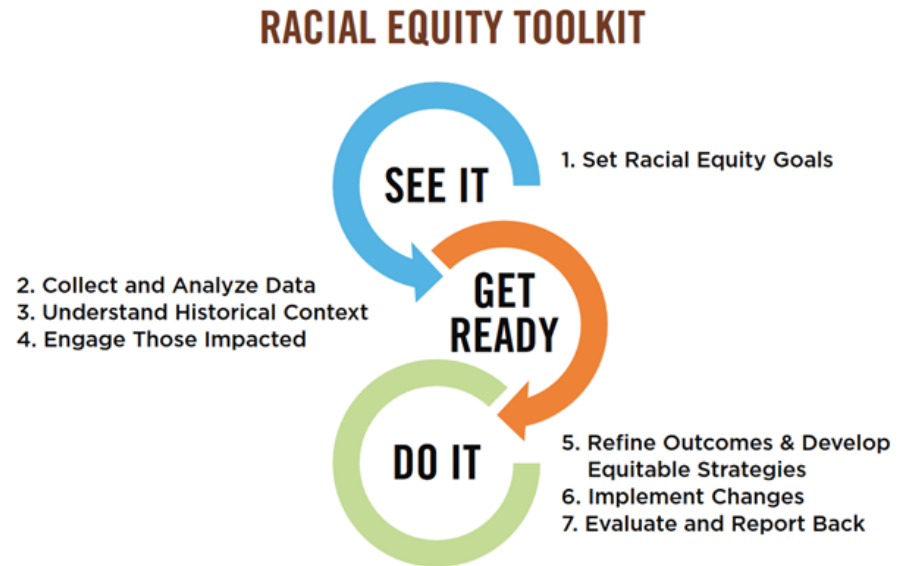 RACIAL EQUITY TOOLKIT
SEE IT
1. Set Racial Equity Goals
GET
READY
2. Collect and Analyze Data
3. Understand Historical Context
4. Engage Those Impacted
DO IT
5. Refine Outcomes & Develop
Equitable Strategies
6. Implement Changes
7. Evaluate and Report Back